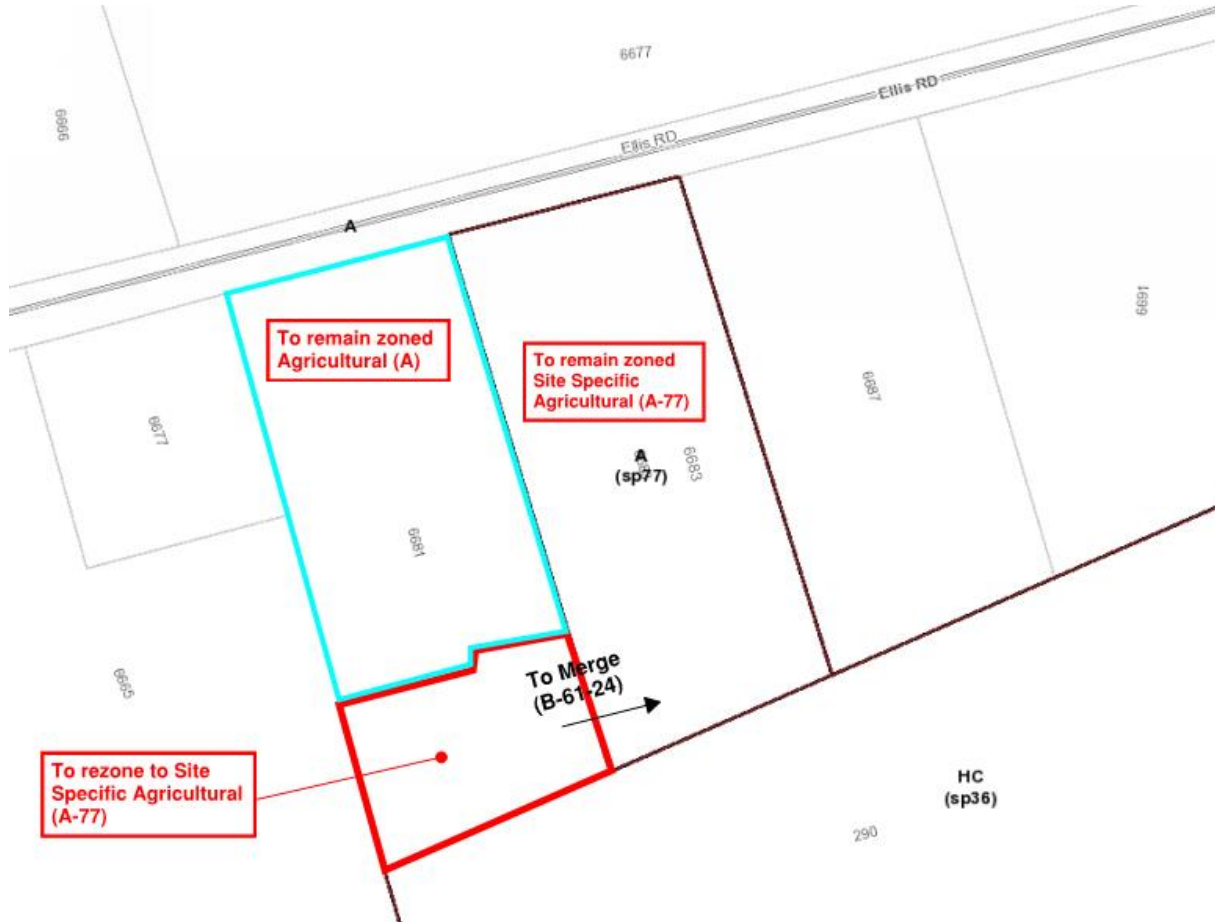 6677
6666
Ellis RD
Ellis RD
A
To remain zoned
Agricultural (A)
To remain zoned
Site Specific
Agricultural (A-77)
6691
6687
6677
A
(sp77)
6683
6681
To Merge
(B-61-24)
6665
To rezone to Site
Specific Agricultural
(A-77)
HC
(sp36)
290